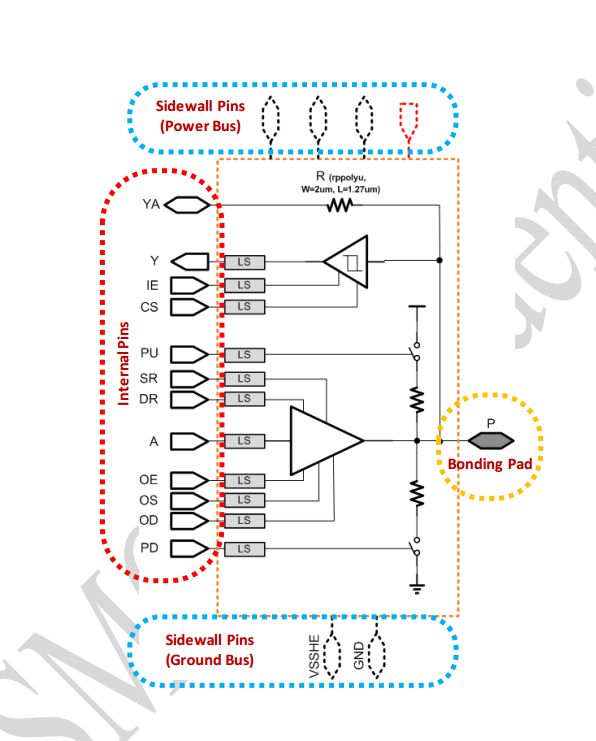 Sidewall Pins
(Power Bus)
R (rppolyu,
W=2um, L=1.27um)
YA
Y
LS
IE
LS
CS
LS
Internal Pins
PU
LS
SR
LS
DR
LS
A
LS
P
Bonding Pad
OE
LS
OS
LS
OD
LS
PD
LS
Sidewall Pins
(Ground Bus)
VSSHE
GND